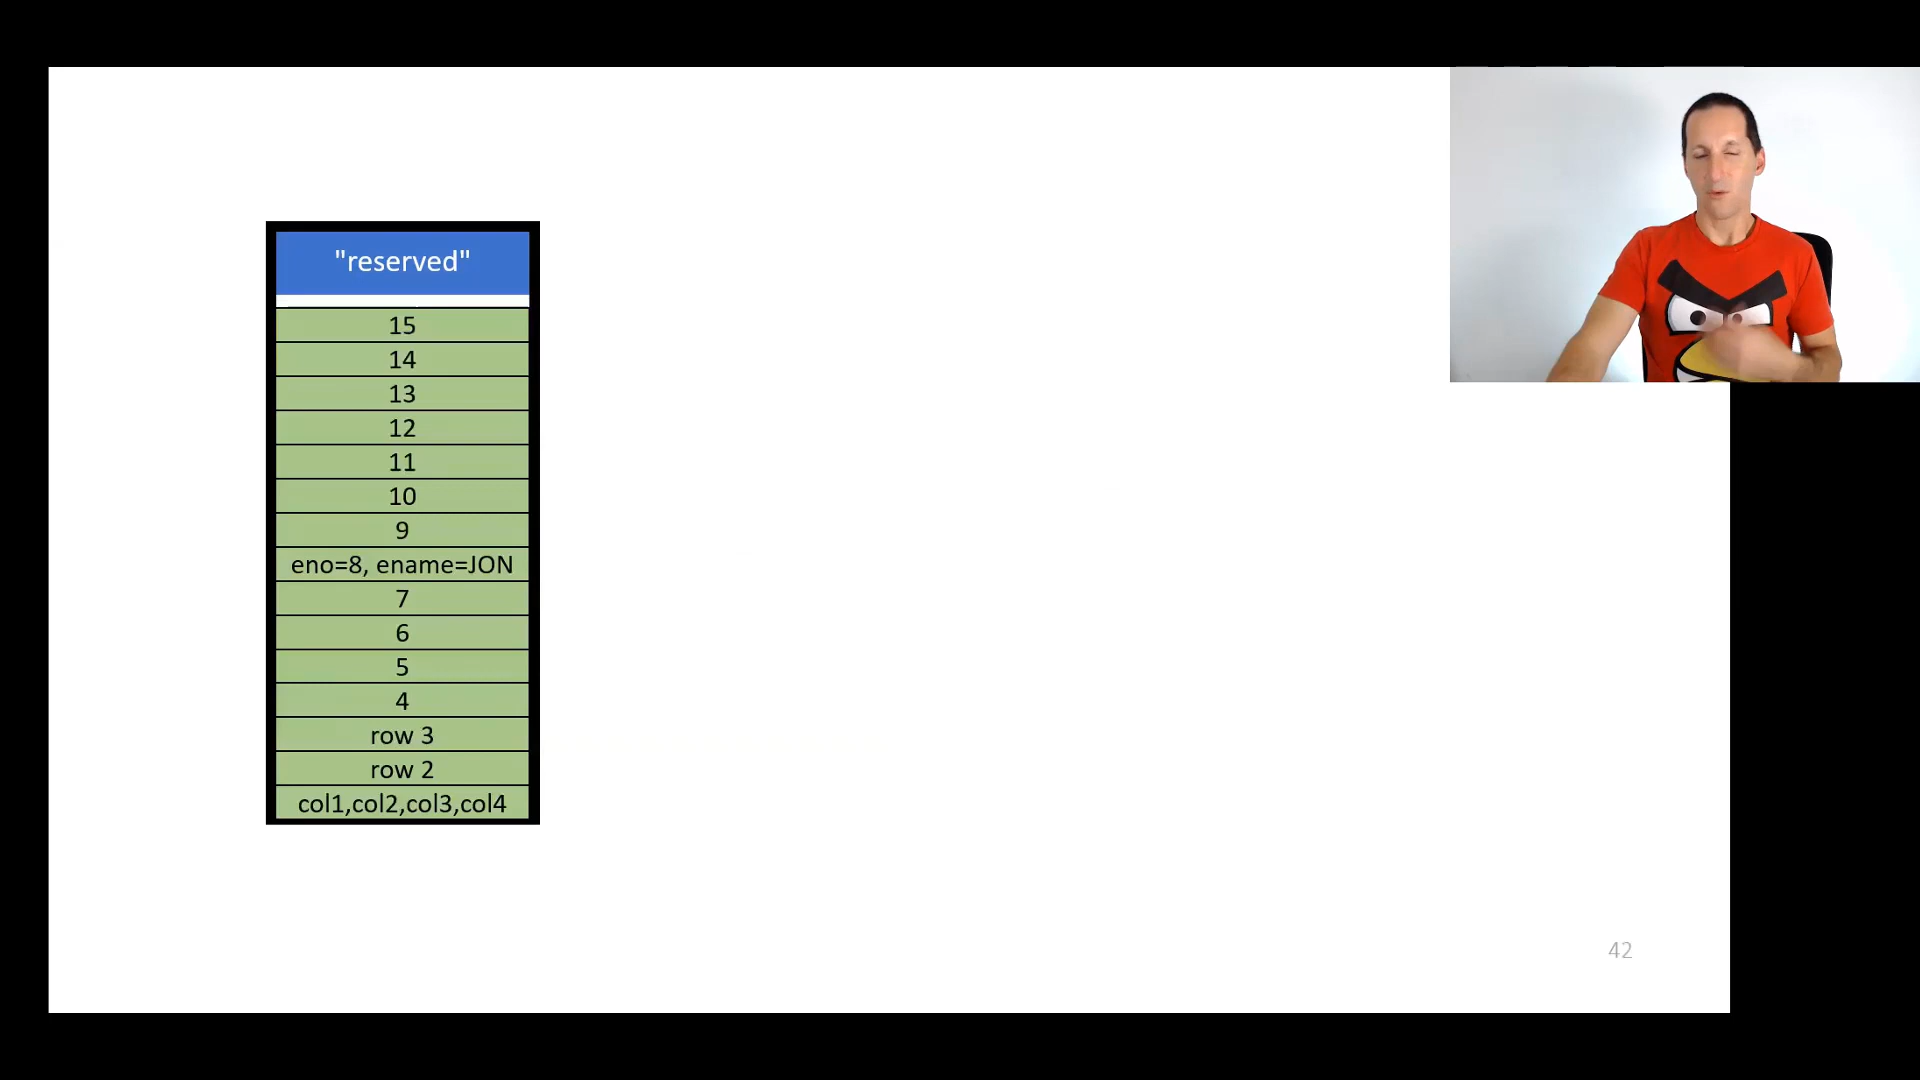 "reserved"
15
14
13
12
11
10
9
eno=8, ename=JON
7
6
5
4
row 3
row 2
col1,col2,col3,col4
42